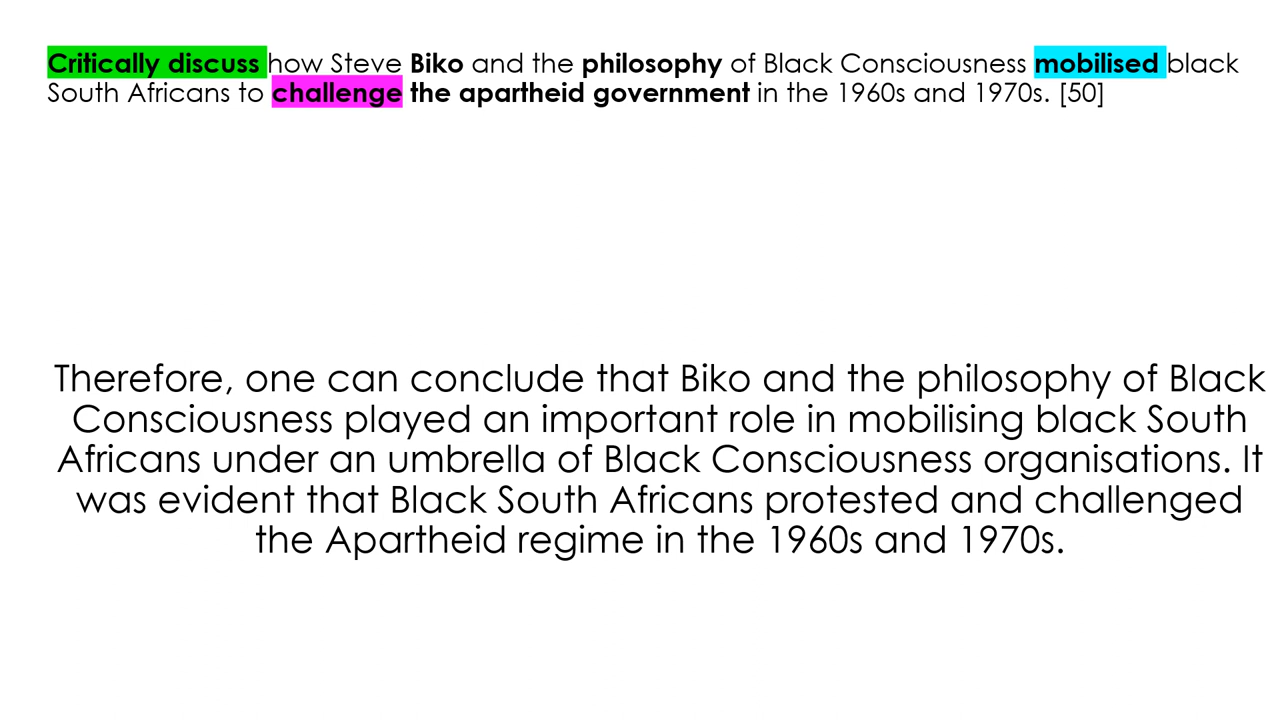 Critically discuss how Steve Biko and the philosophy of Black Consciousness mobilised black
South Africans to challenge the apartheid government in the 1960s and 1970s. [50]
Therefore, one can conclude that Biko and the philosophy of Black
Consciousness played an important role in mobilising black South
Africans under an umbrella of Black Consciousness organisations. It
was evident that Black South Africans protested and challenged
the Apartheid regime in the 1960s and 1970s.